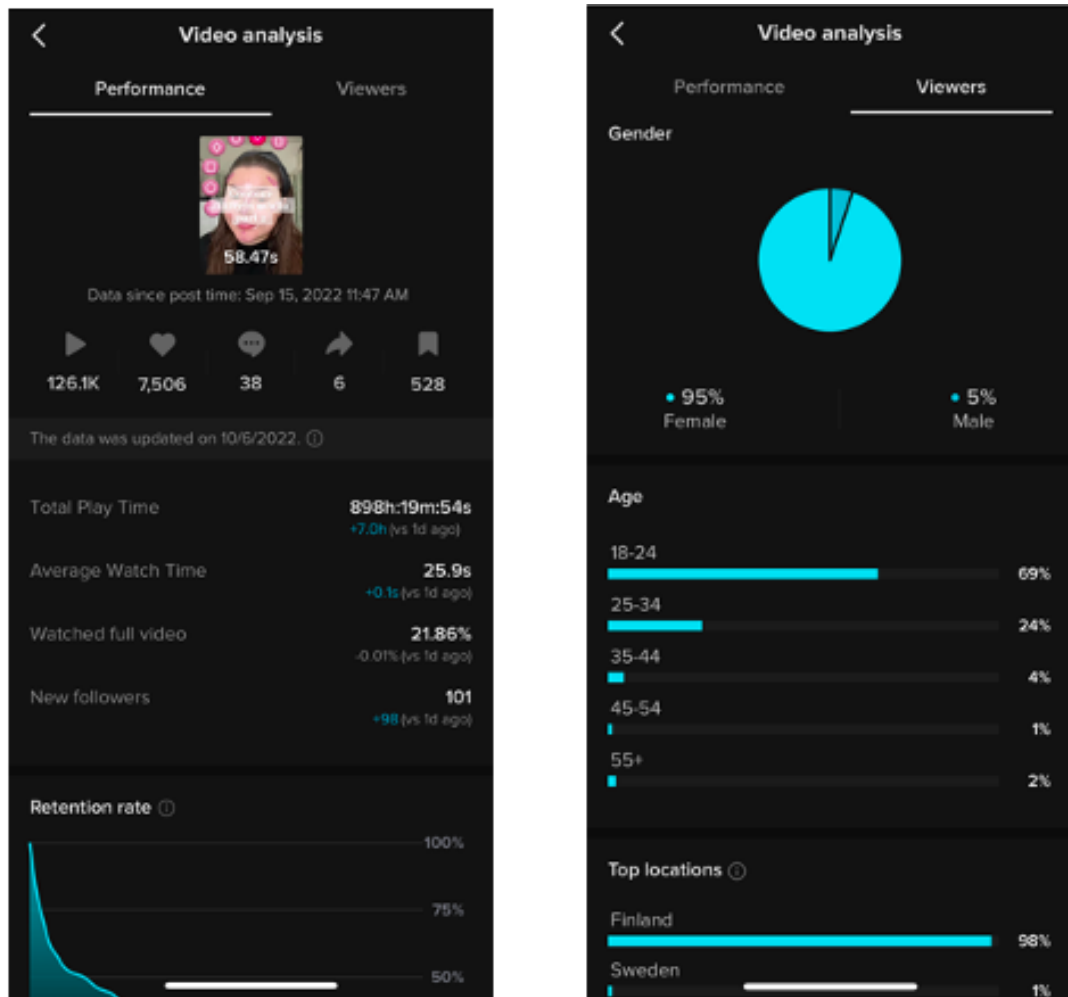 Video analysis
Performance
Viewers
58.47s
Data since post time: Sep 15, 2022 11:47 AM
126.1K
7,506
38
6
528
The data was updated on 10/6/2022.
Total Play Time
898h:19m:54s
+7.0h (vs 1d ago)
Average Watch Time
25.9s
+0.1s (vs 1d ago)
Watched full video
21.86%
-0.01% (vs 1d ago)
New followers
101
+98 (vs 1d ago)
Retention rate
100%
75%
50%
Video analysis
Performance
Viewers
Gender
95%
Female
5%
Male
Age
18-24
69%
25-34
24%
35-44
4%
45-54
1%
55+
2%
Top locations
Finland
98%
Sweden
1%